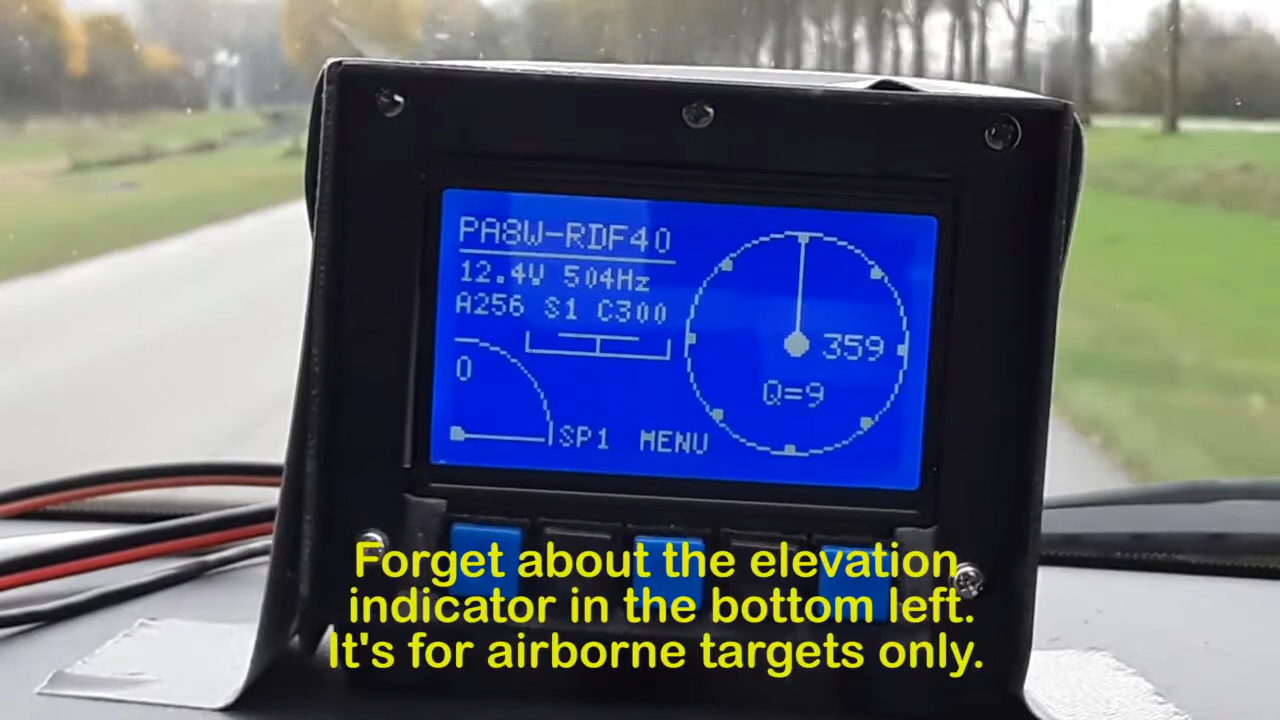 PA8W-RDF40
12.4V 504Hz
A256 S1 C300
0
359
Q=9
SP1 MENU
Forget about the elevation
indicator in the bottom left.
It's for airborne targets only.